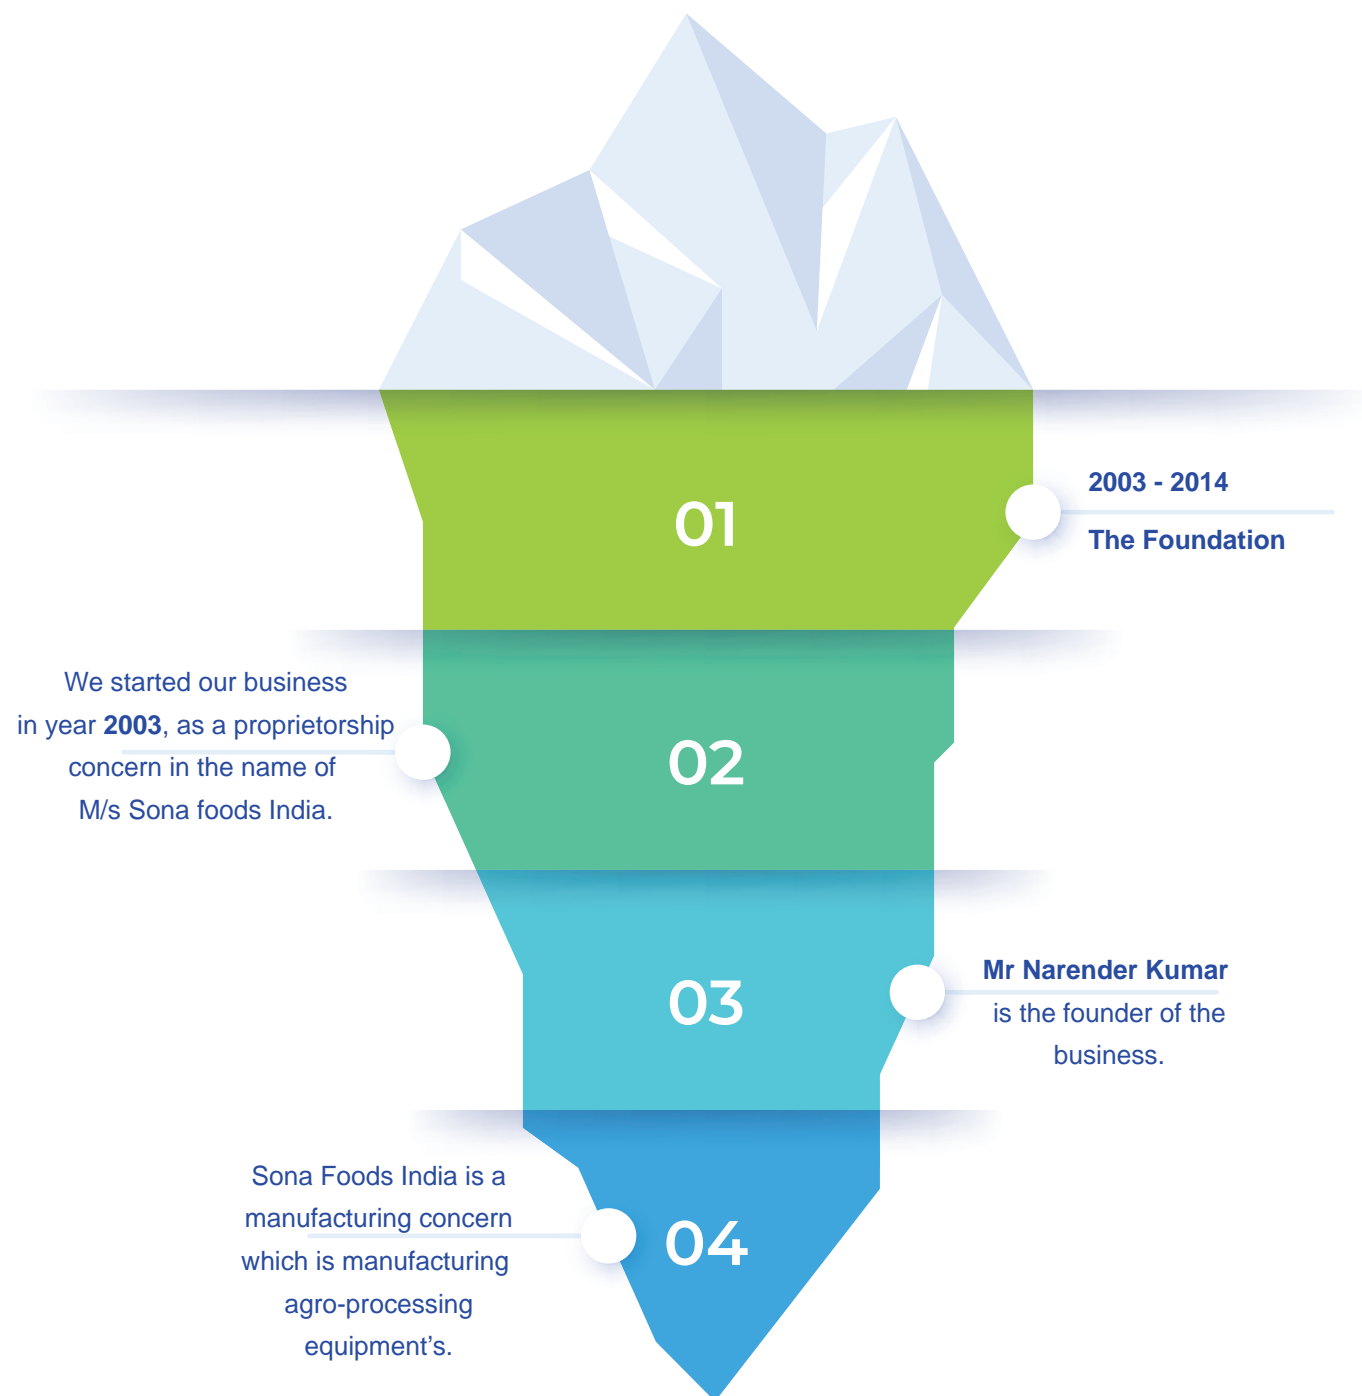 01
2003 - 2014
The Foundation
We started our business
in year 2003, as a proprietorship
concern in the name of
M/s Sona foods India.
02
03
Mr Narender Kumar
is the founder of the
business.
Sona Foods India is a
manufacturing concern
which is manufacturing
agro-processing
equipment’s.
04